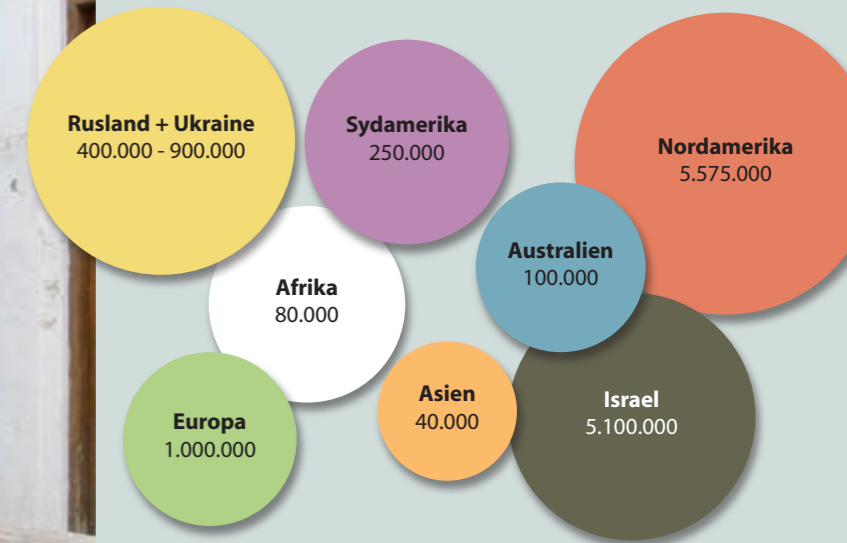 Rusland + Ukraine
400.000 - 900.000
Sydamerika
250.000
Nordamerika
5.575.000
Australien
100.000
Afrika
80.000
Asien
40.000
Israel
5.100.000
Europa
1.000.000